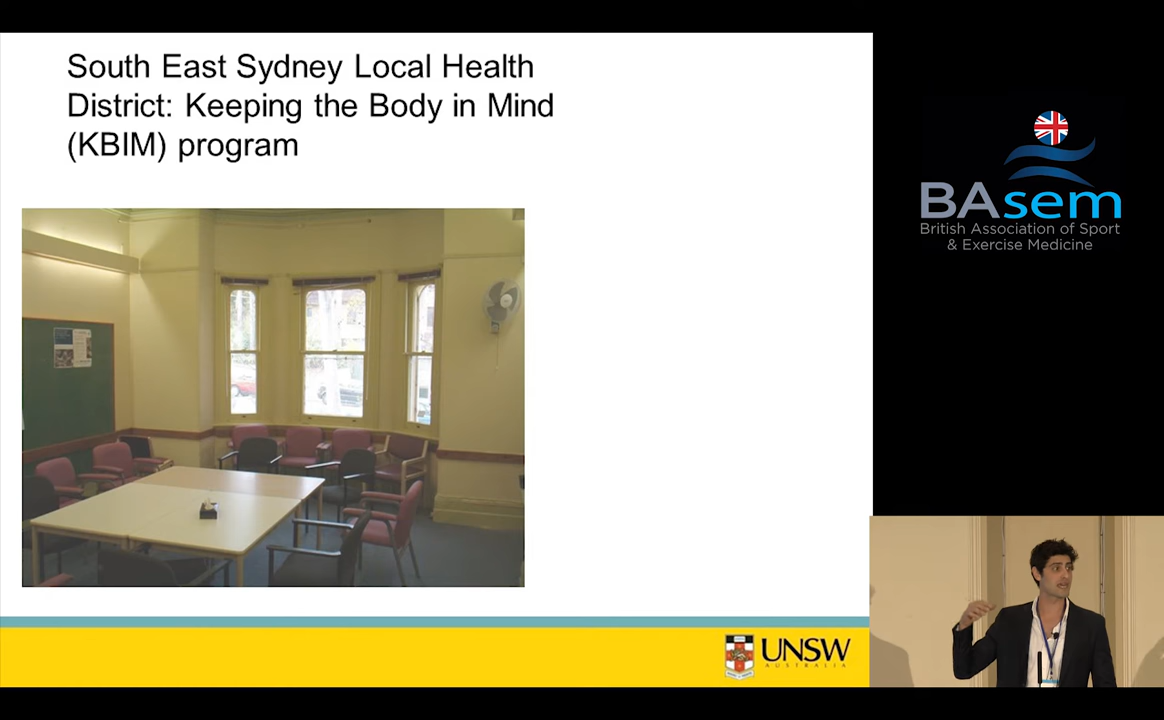 South East Sydney Local Health
District: Keeping the Body in Mind
(KBIM) program
BAsem
British Association of Sport
& Exercise Medicine
UNSW
AUSTRALIA